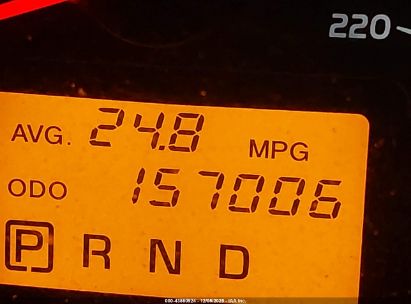 220
AVG. 24.8 MPG
ODO 157006
P R N D